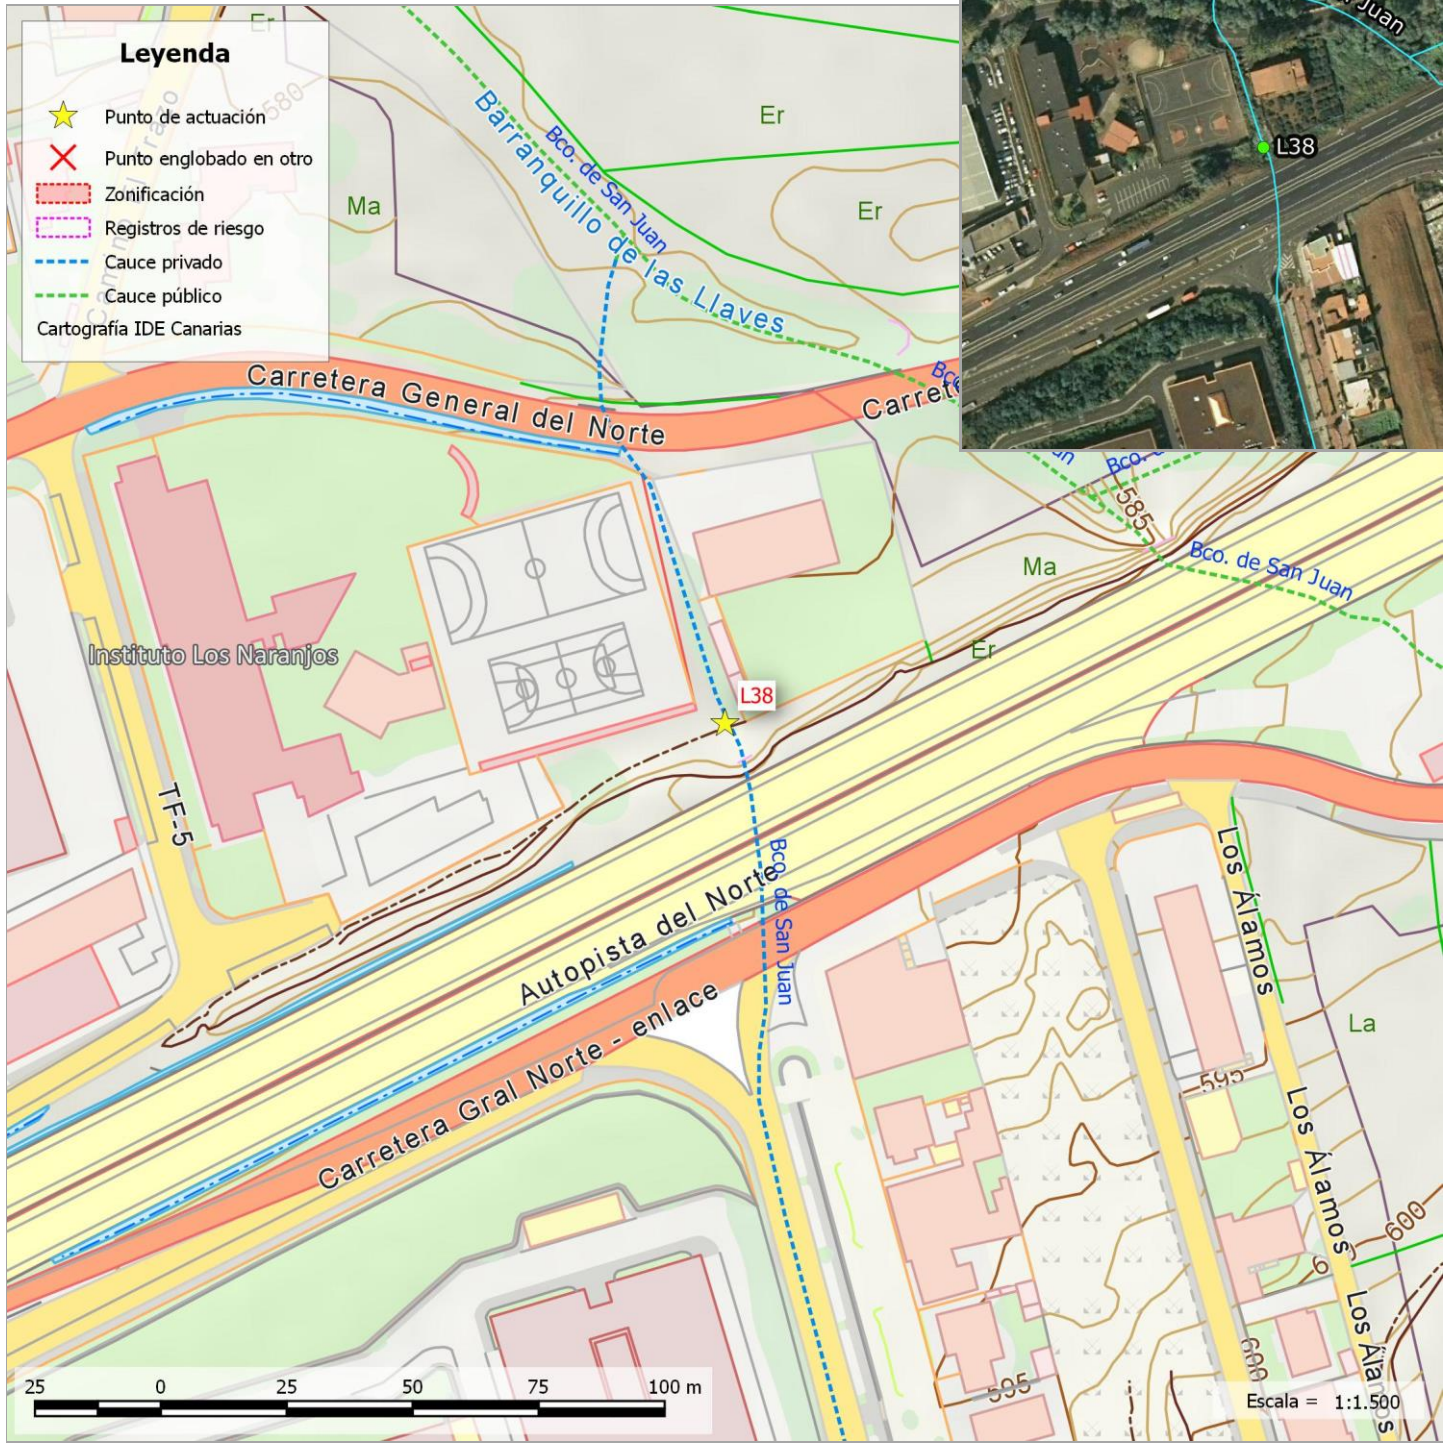 Leyenda
Punto de actuación
Punto englobado en otro
Zonificación
Registros de riesgo
Cauce privado
Cauce público
Cartografía IDE Canarias
Er
580
Ma
Er
Er
Barranquillo de las Llaves
Bco. de San Juan
Juan
L38
Carretera General del Norte
Bco.
585
Bco. de San Juan
Ma
Er
Instituto Los Naranjos
L38
TF-5
Autopista del Norte
Bco. de San Juan
Carretera Gral Norte - enlace
Los Álamos
La
595
Los Álamos
600
Los Álamos
600
595
25 0 25 50 75 100 m
Escala = 1:1.500